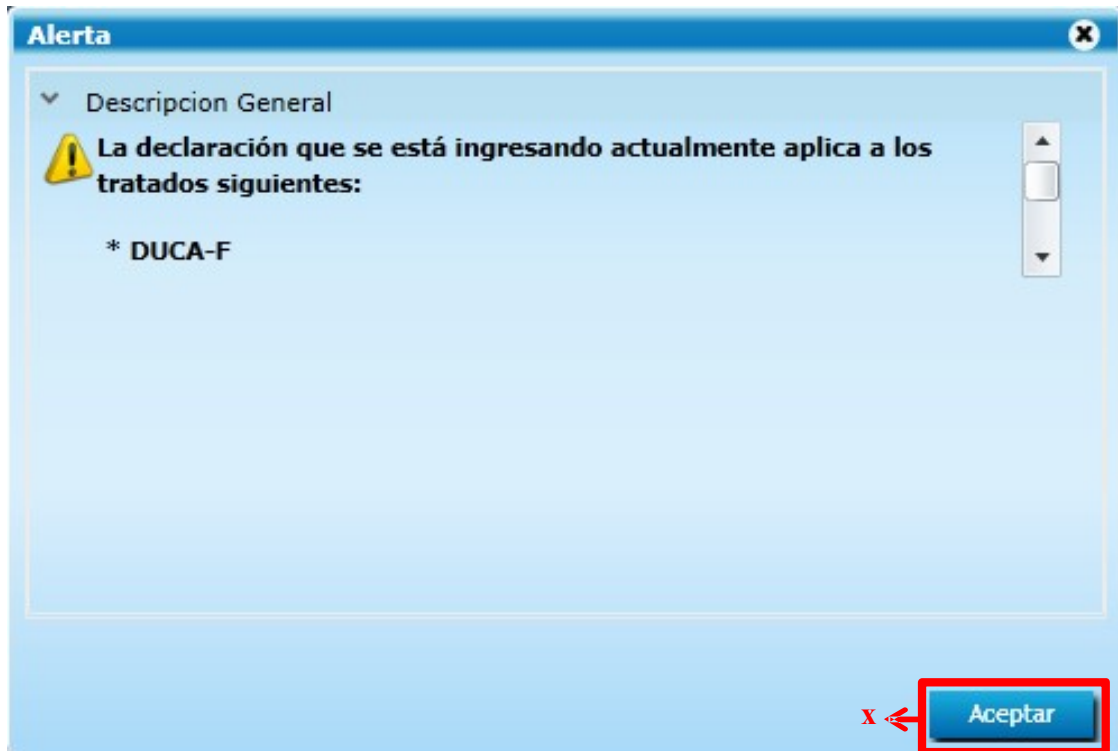 Alerta
Descripcion General
La declaración que se está ingresando actualmente aplica a los
tratados siguientes:
* DUCA-F
x
Aceptar